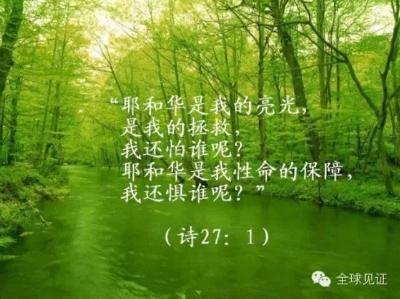 “耶和华是我的亮光，
是我的拯救，
我还怕谁呢？
耶和华是我性命的保障，
我还惧谁呢？”
（诗27：1）
全球见证